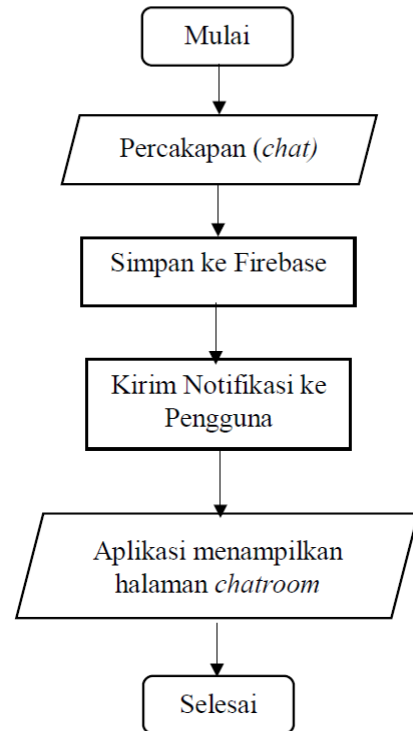 Mulai
Percakapan (chat)
Simpan ke Firebase
Kirim Notifikasi ke
Pengguna
Aplikasi menampilkan
halaman chatroom
Selesai